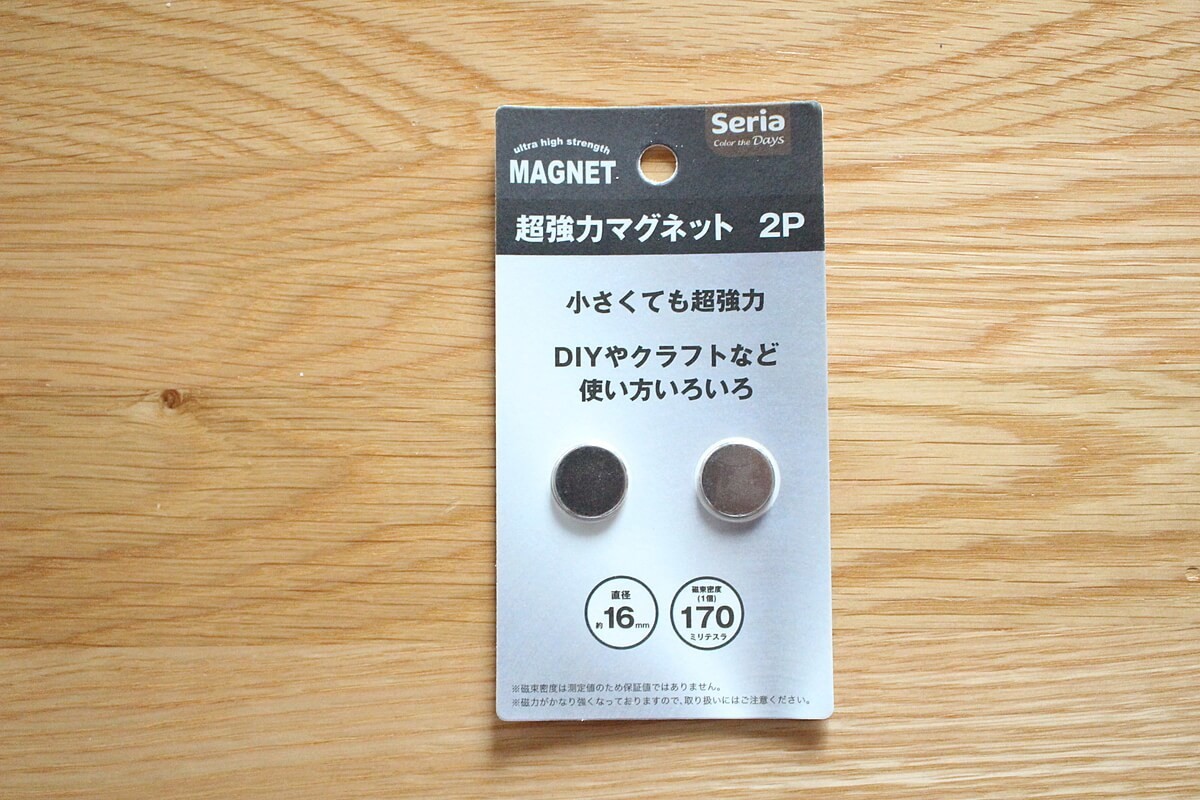 Seria
Color the Days
ultra high strength
MAGNET
超強力マグネット 2P
小さくても超強力
DIYやクラフトなど
使い方いろいろ
直径
約16mm
磁束密度
(1個)
170
ミリテスラ
※磁束密度は測定値のため保証値ではありません。
※磁力がかなり強くなっておりますので、取り扱いにはご注意ください。